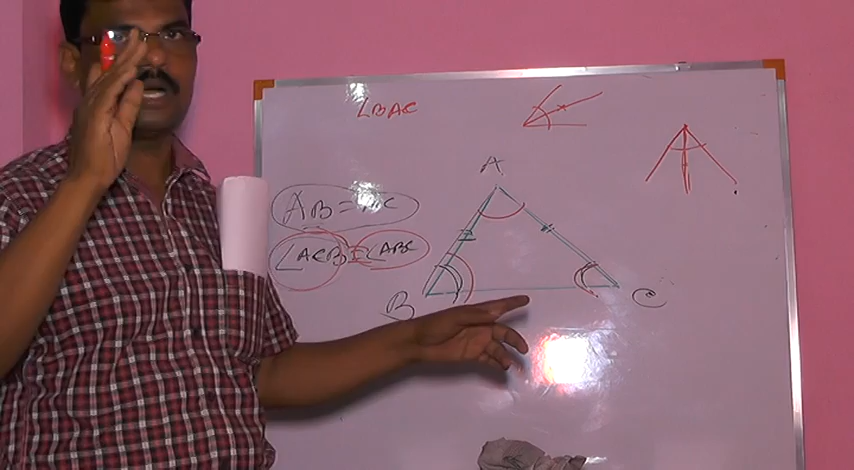 ∠BAC
A
AB = AC
∠ACB = ∠ABC
B
C